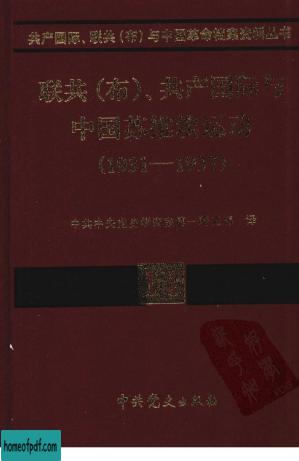 共产国际、联共(布)与中国革命档案资料丛书
联共(布)、共产国际与
中国苏维埃运动
(1931—1937)
中共中央党史研究室第一研究部 译
中共党史出版社
homeofpdf.com